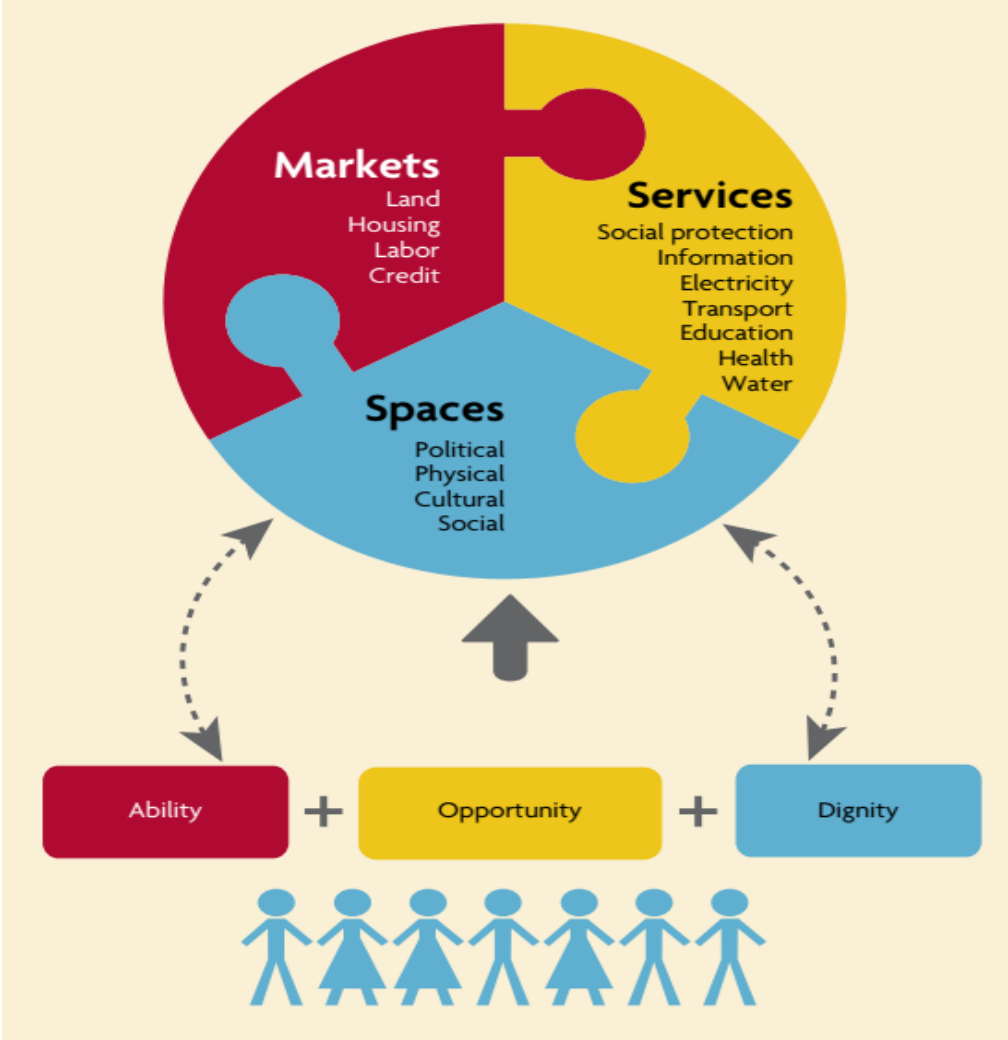 Markets
Land
Housing
Labor
Credit
Services
Social protection
Information
Electricity
Transport
Education
Health
Water
Spaces
Political
Physical
Cultural
Social
Ability + Opportunity + Dignity